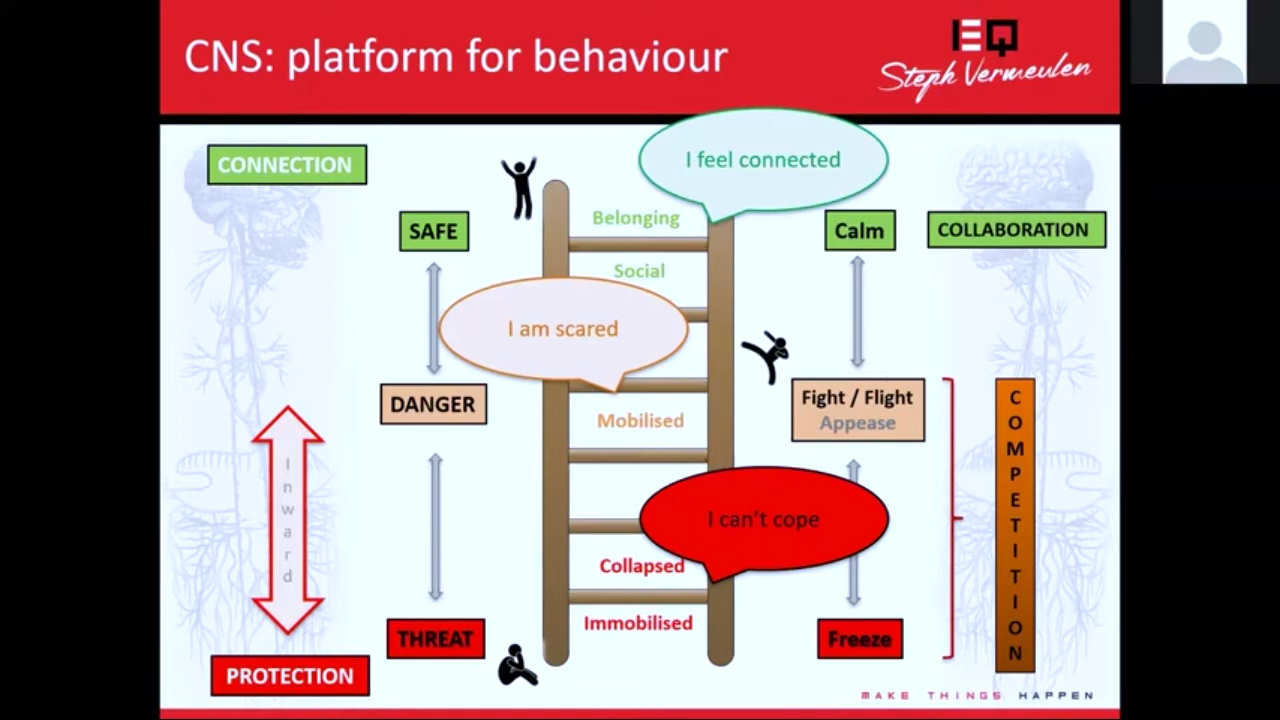 CNS: platform for behaviour
EQ
Steph Vermeulen
CONNECTION
I feel connected
Belonging
SAFE
Calm
COLLABORATION
Social
I am scared
DANGER
Fight / Flight
Appease
Mobilised
Inward
COMPETITION
I can't cope
Collapsed
Immobilised
THREAT
Freeze
PROTECTION
MAKE THINGS HAPPEN